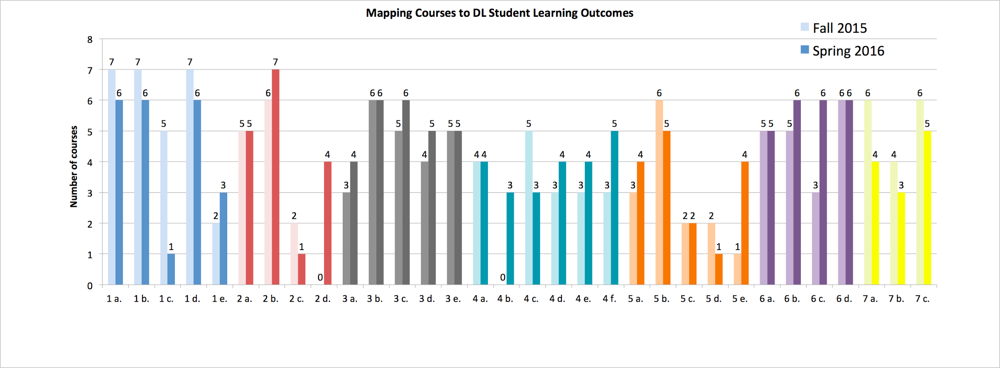 Mapping Courses to DL Student Learning Outcomes
Fall 2015
Spring 2016
Number of courses
8
7
6
5
4
3
2
1
0
7 6 7 6 5 1 7 6 2 3 5 5 6 7 2 1 0 4 3 4 6 6 5 6 4 5 5 5 4 4 0 3 5 3 3 4 3 4 3 5 3 4 6 5 2 2 2 1 1 4 5 5 5 6 3 6 6 6 6 4 4 3 6 5
1 a. 1 b. 1 c. 1 d. 1 e. 2 a. 2 b. 2 c. 2 d. 3 a. 3 b. 3 c. 3 d. 3 e. 4 a. 4 b. 4 c. 4 d. 4 e. 4 f. 5 a. 5 b. 5 c. 5 d. 5 e. 6 a. 6 b. 6 c. 6 d. 7 a. 7 b. 7 c.